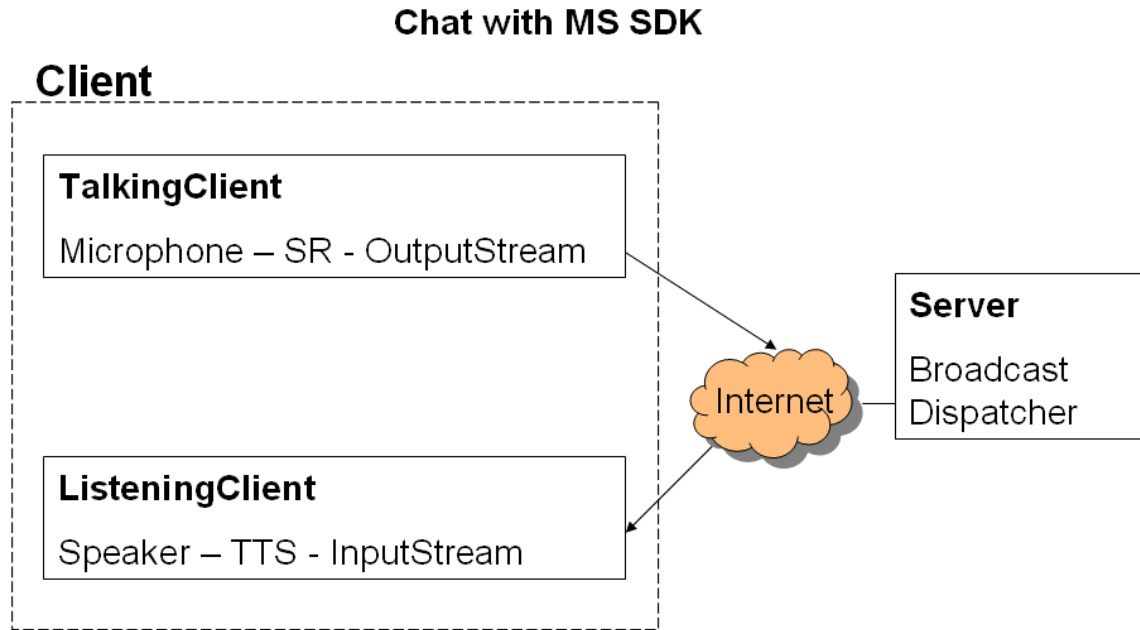 Chat with MS SDK
Client
TalkingClient
Microphone – SR - OutputStream
Server
Broadcast
Dispatcher
Internet
ListeningClient
Speaker – TTS - InputStream